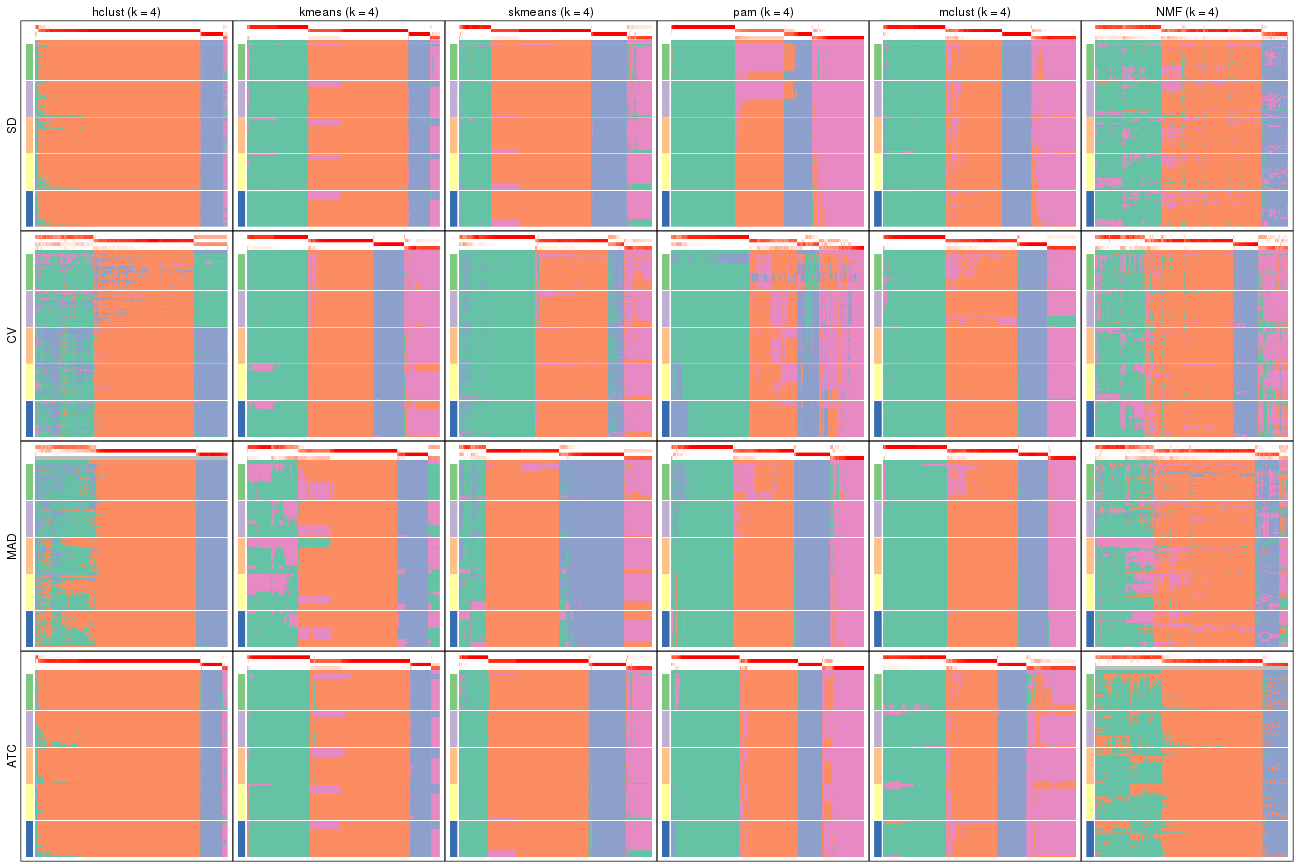 hclust (k = 4) kmeans (k = 4) skmeans (k = 4) pam (k = 4) mclust (k = 4) NMF (k = 4)
SD
CV
MAD
ATC